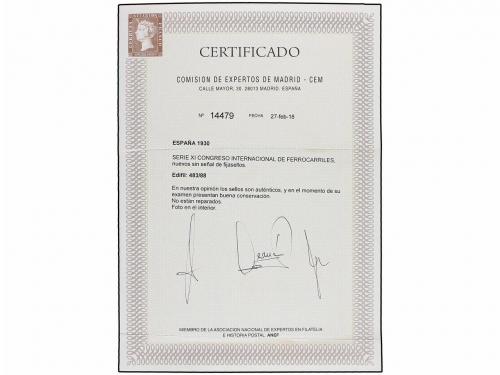 CERTIFICADO
COMISION DE EXPERTOS DE MADRID - CEM
CALLE MAYOR, 30. 28013 MADRID. ESPAÑA
Nº 14479 FECHA 27-feb-18
ESPAÑA 1930
SERIE XI CONGRESO INTERNACIONAL DE FERROCARRILES,
nuevos sin señal de fijasellos.
Edifil: 483/88
En nuestra opinión los sellos son auténticos, y en el momento de su
examen presentan buena conservación.
No están reparados.
Foto en el interior.
MIEMBRO DE LA ASOCIACION NACIONAL DE EXPERTOS EN FILATELIA
E HISTORIA POSTAL ANEF